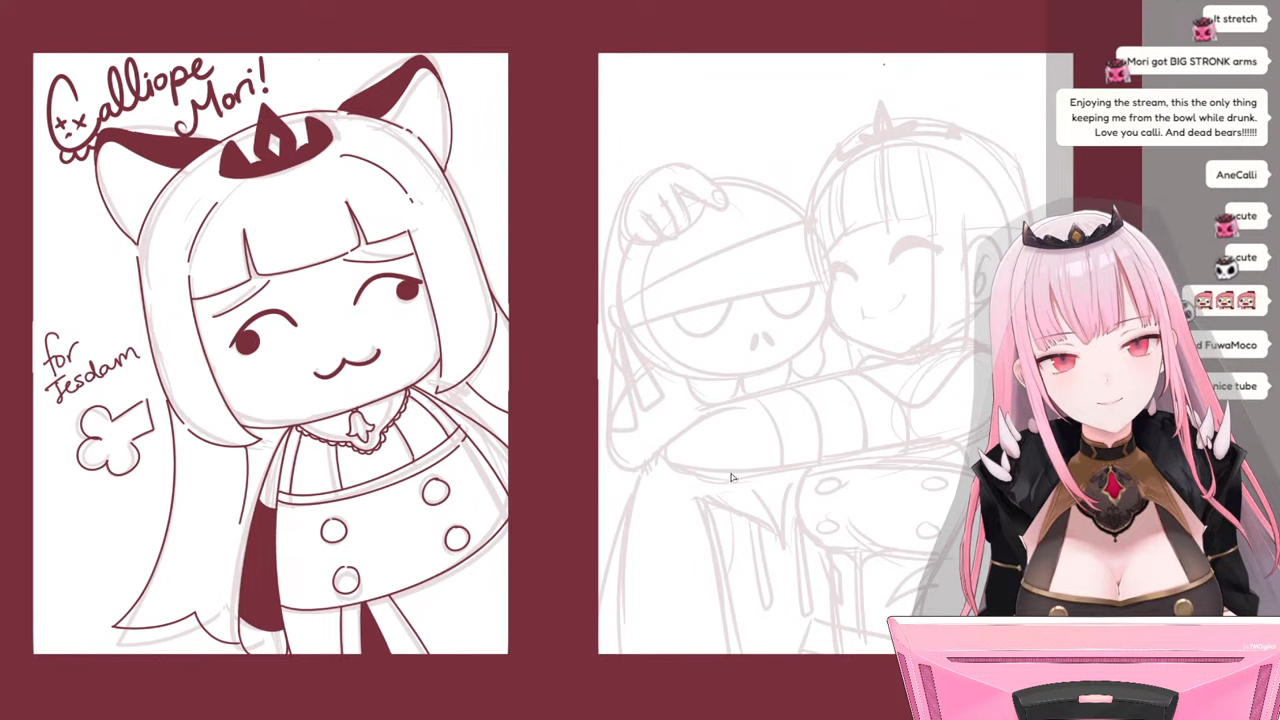 Calliope
Mori!
for
Iesdam
It stretch
Mori got BIG STRONK arms
Enjoying the stream, this the only thing
keeping me from the bowl while drunk.
Love you calli. And dead bears!!!!!!
AneCalli
cute
cute
d FuwaMoco
nice tube